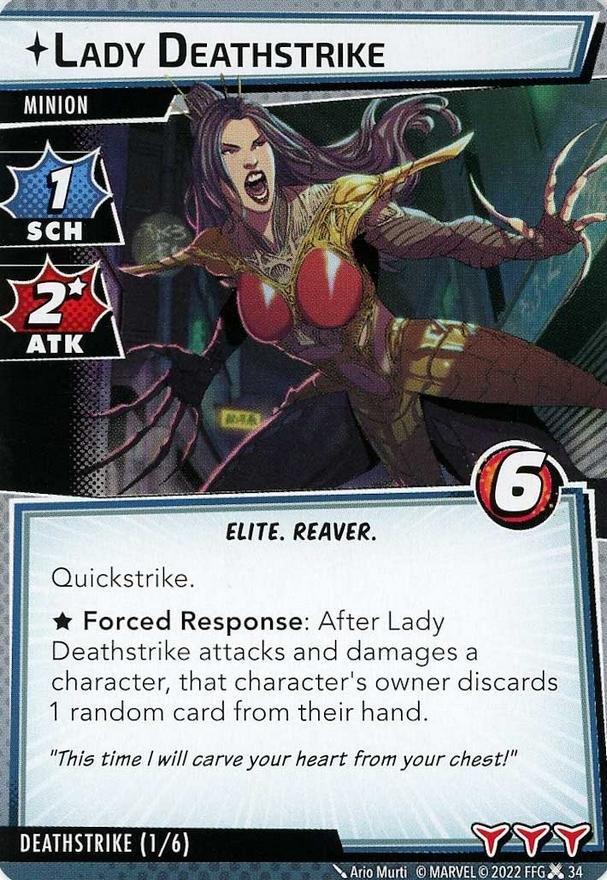 LADY DEATHSTRIKE
MINION
1
SCH
2★
ATK
6
ELITE. REAVER.
Quickstrike.
★ Forced Response: After Lady
Deathstrike attacks and damages a
character, that character's owner discards
1 random card from their hand.
"This time I will carve your heart from your chest!"
DEATHSTRIKE (1/6)
Ario Murti © MARVEL © 2022 FFG 34